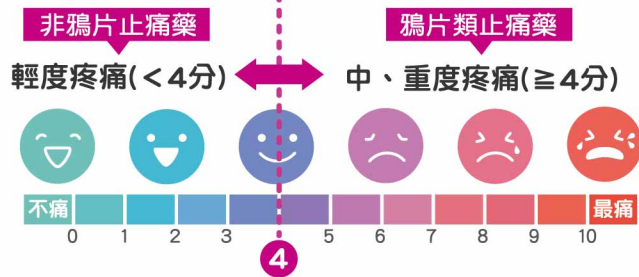 非鴉片止痛藥
鴉片類止痛藥
輕度疼痛(<4分)
中、重度疼痛(≧4分)
不痛
最痛
0 1 2 3 4 5 6 7 8 9 10